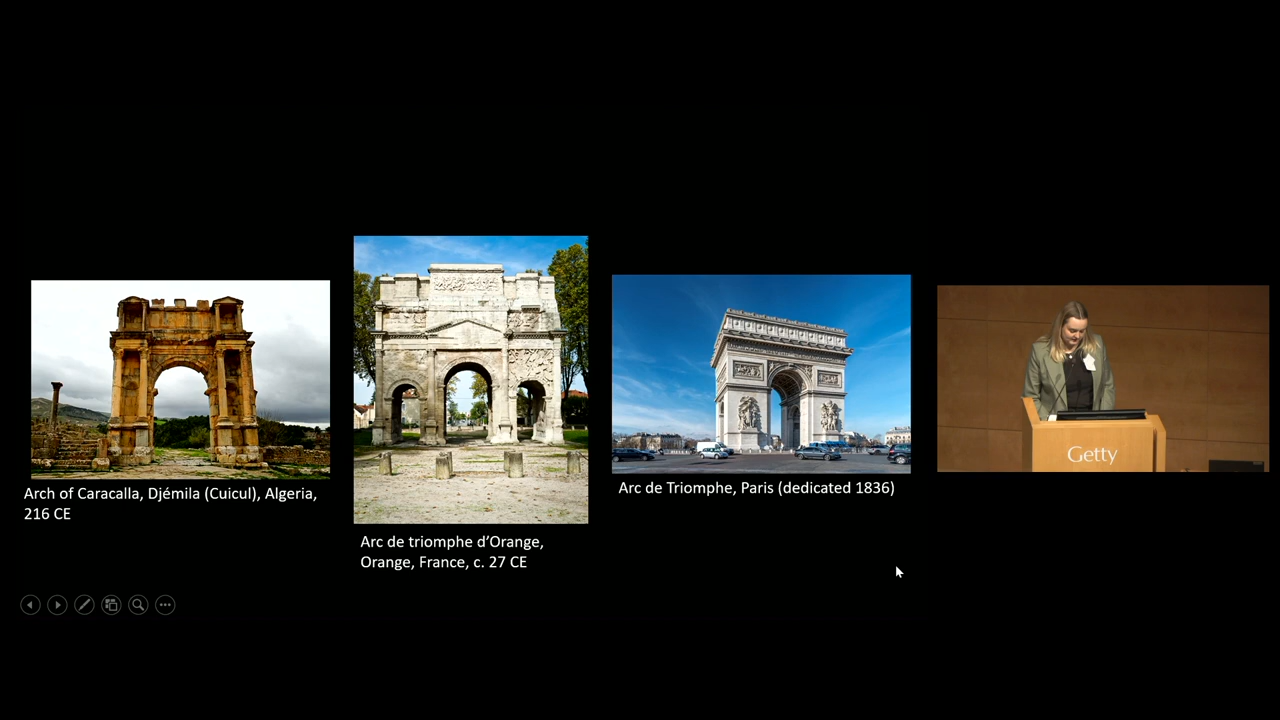 Arch of Caracalla, Djémila (Cuicul), Algeria,
216 CE
Arc de triomphe d’Orange,
Orange, France, c. 27 CE
Arc de Triomphe, Paris (dedicated 1836)
Getty